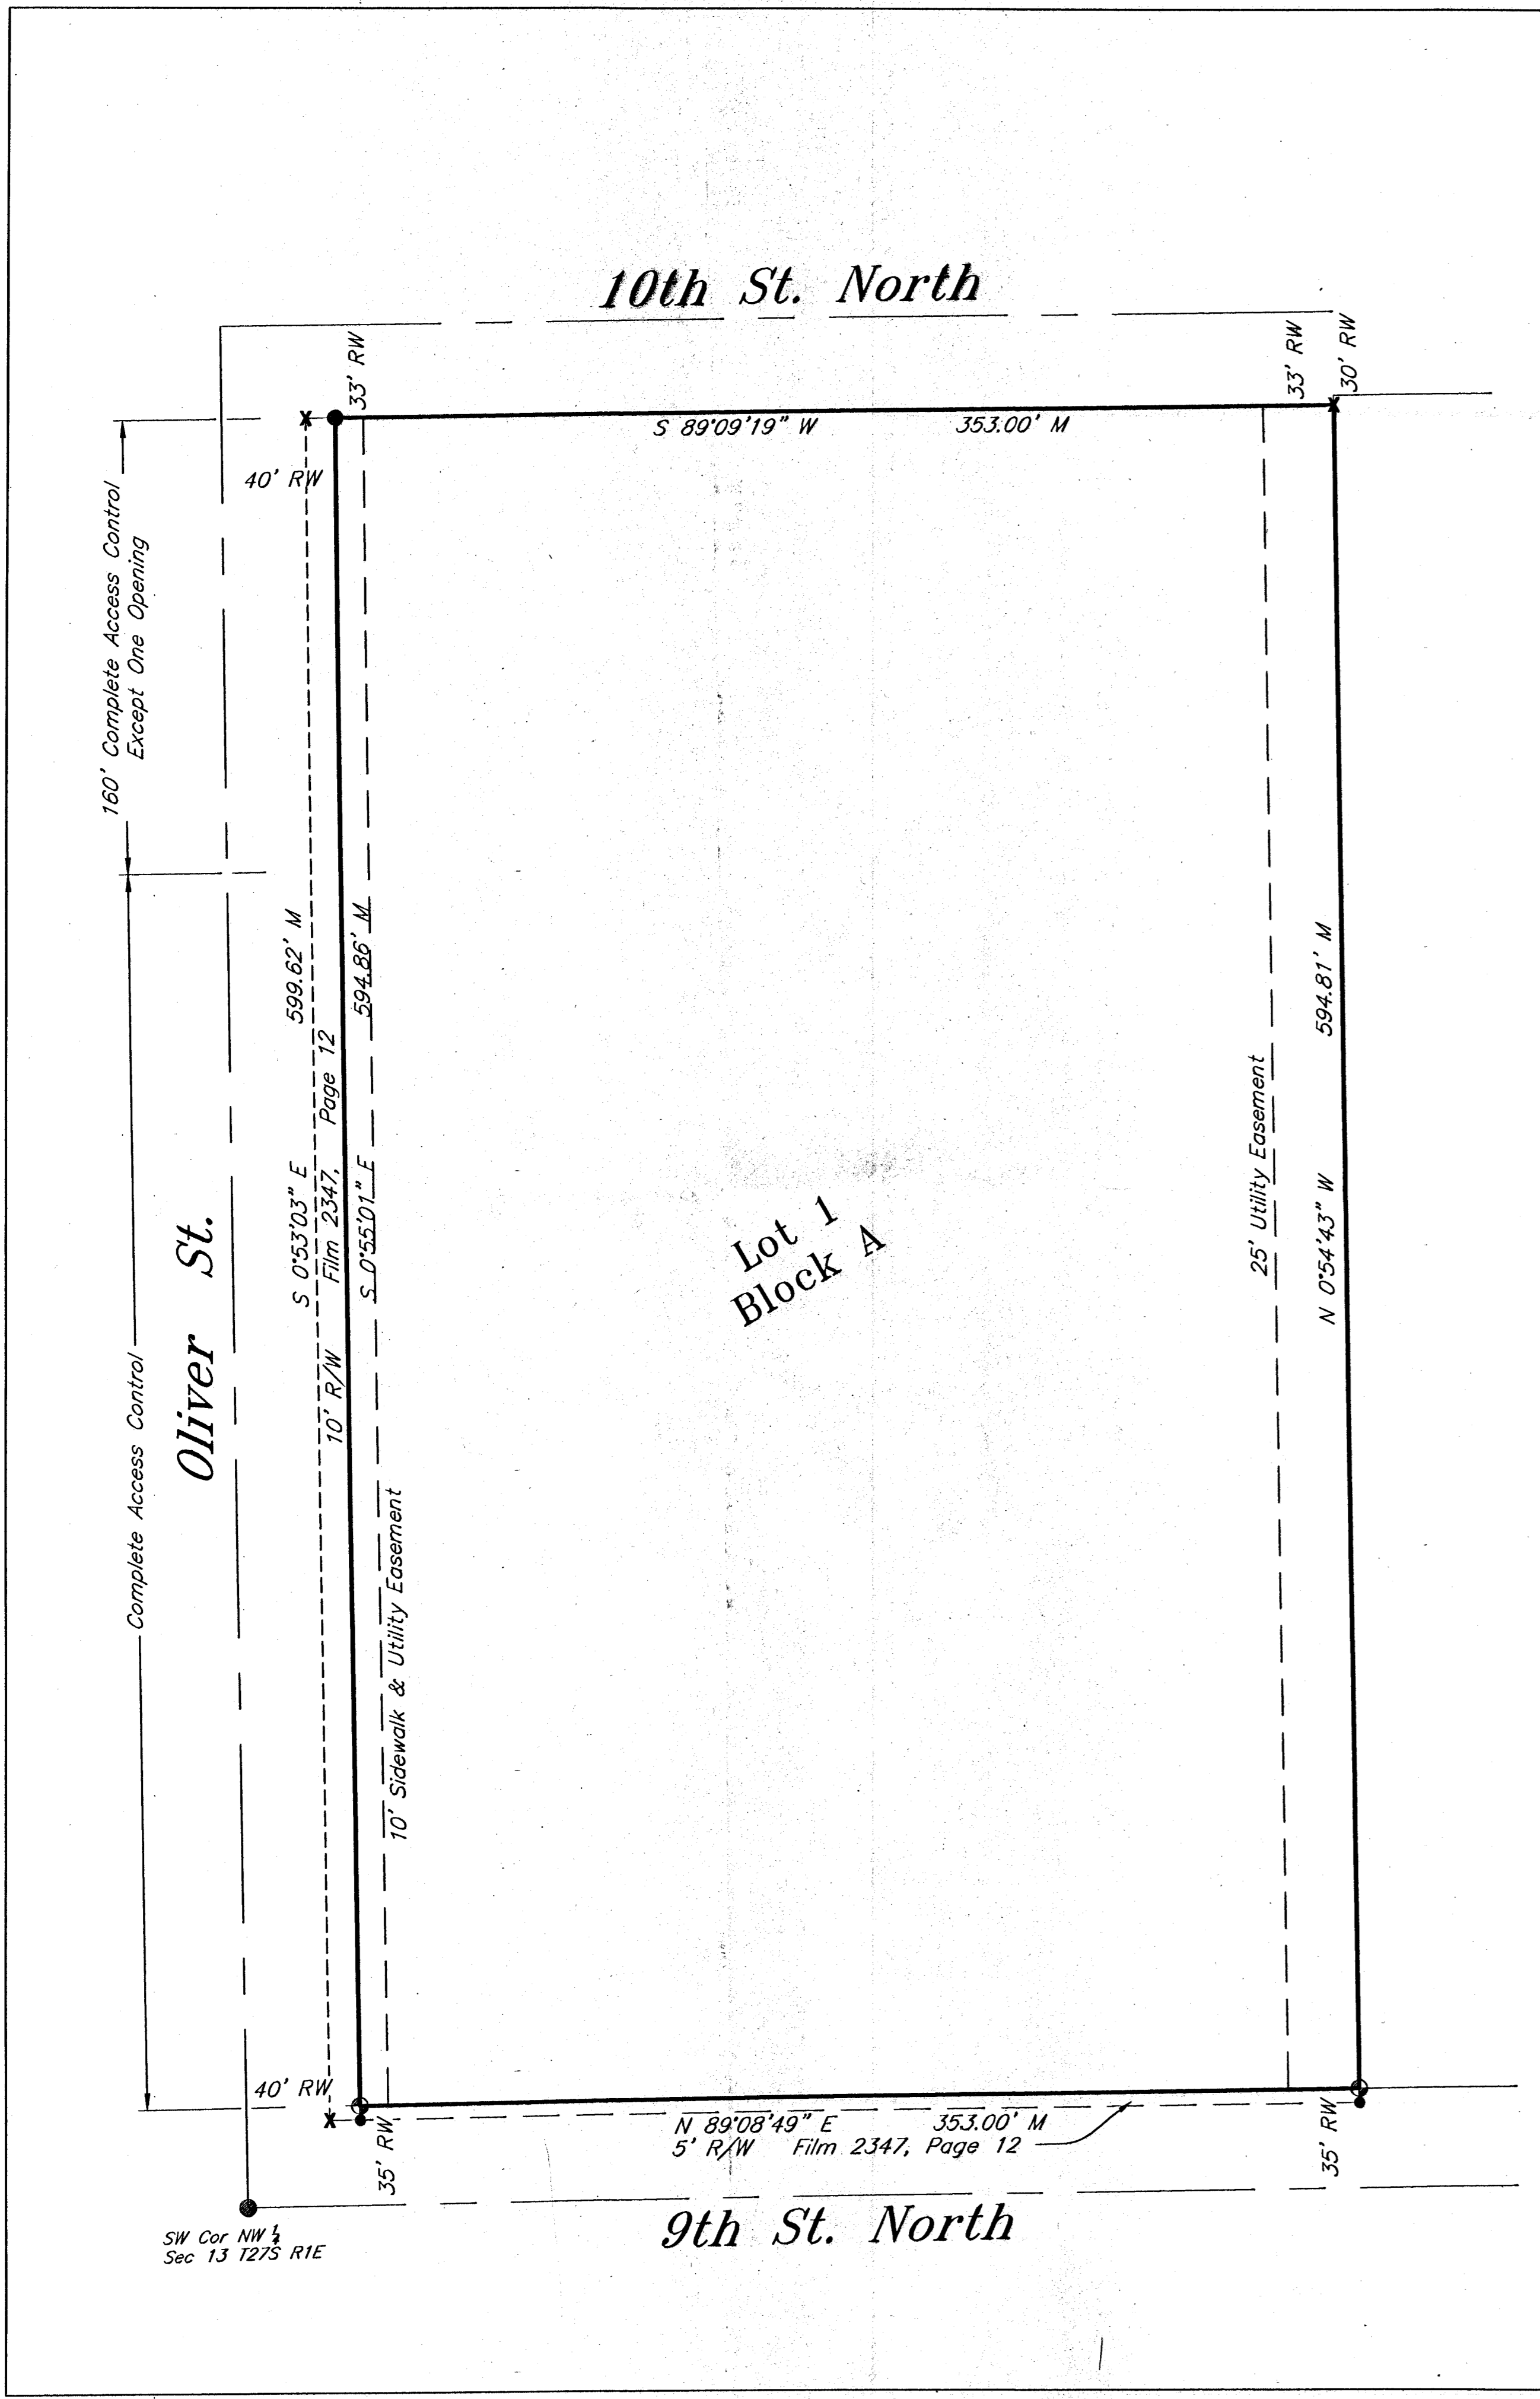 10th St. North
33' RW
33' RW
30' RW
S 89°09'19" W 353.00' M
40' RW
160' Complete Access Control
Except One Opening
599.62' M
S 0°53'03" E
10' R/W Film 2347, Page 12
594.86' M
S 0°55'01" E
25' Utility Easement
594.81' M
N 0°54'43" W
Lot 1
Block A
Oliver St.
Complete Access Control
10' Sidewalk & Utility Easement
40' RW
N 89°08'49" E 353.00' M
5' R/W Film 2347, Page 12
35' RW
35' RW
9th St. North
SW Cor NW ¼
Sec 13 T27S R1E